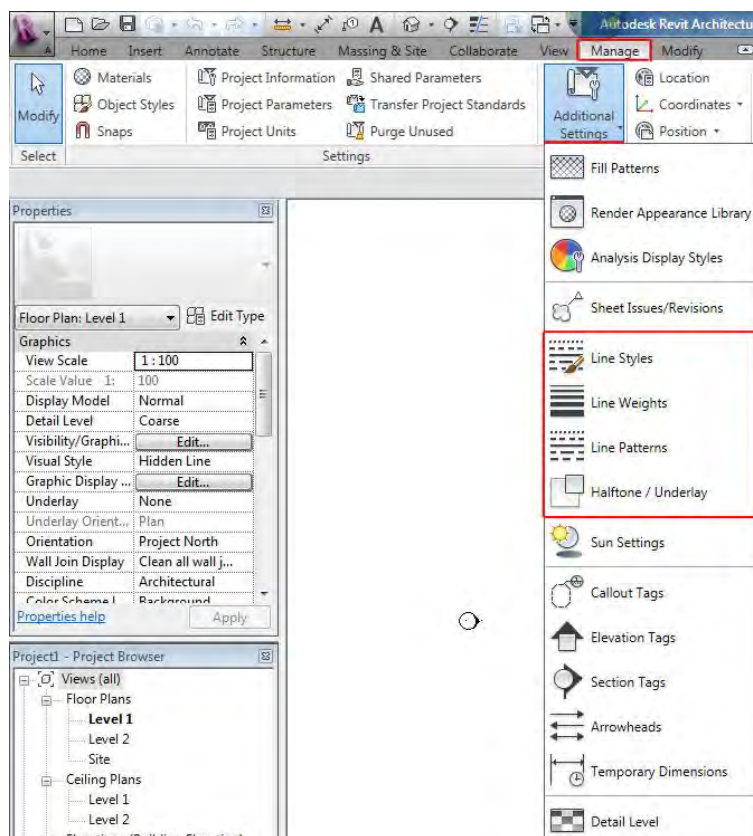 Autodesk Revit Architectu
Home Insert Annotate Structure Massing & Site Collaborate View Manage Modify
Modify
Materials
Object Styles
Snaps
Project Information
Project Parameters
Project Units
Shared Parameters
Transfer Project Standards
Purge Unused
Additional
Settings
Location
Coordinates
Position
Select
Settings
Fill Patterns
Render Appearance Library
Analysis Display Styles
Sheet Issues/Revisions
Line Styles
Line Weights
Line Patterns
Halftone / Underlay
Sun Settings
Callout Tags
Elevation Tags
Section Tags
Arrowheads
Temporary Dimensions
Detail Level
Properties
Floor Plan: Level 1 Edit Type
Graphics
View Scale 1 : 100
Scale Value 1: 100
Display Model Normal
Detail Level Coarse
Visibility/Graphi... Edit...
Visual Style Hidden Line
Graphic Display ... Edit...
Underlay None
Underlay Orient... Plan
Orientation Project North
Wall Join Display Clean all wall j...
Discipline Architectural
Color Scheme L Background
Properties help Apply
Project1 - Project Browser
Views (all)
Floor Plans
Level 1
Level 2
Site
Ceiling Plans
Level 1
Level 2